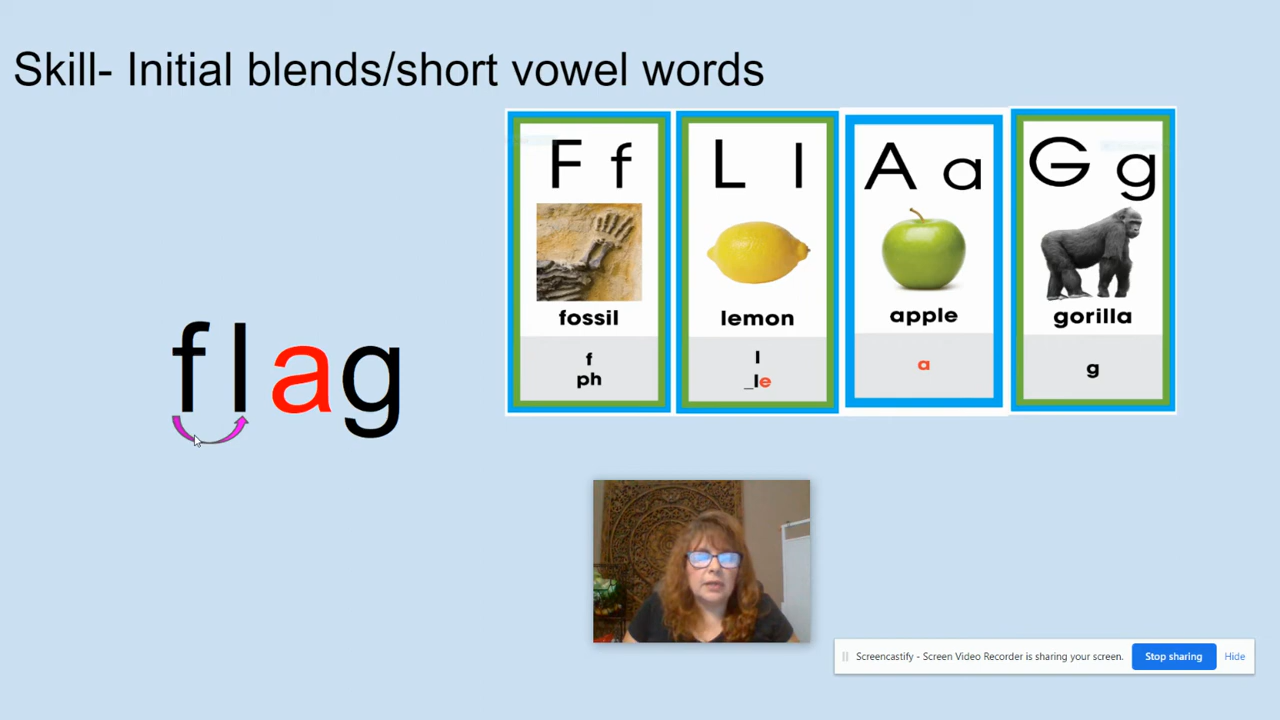 Skill- Initial blends/short vowel words
F f
fossil
f
ph
L l
lemon
l
_le
A a
apple
a
G g
gorilla
g
flag
Screencastify - Screen Video Recorder is sharing your screen.
Stop sharing
Hide